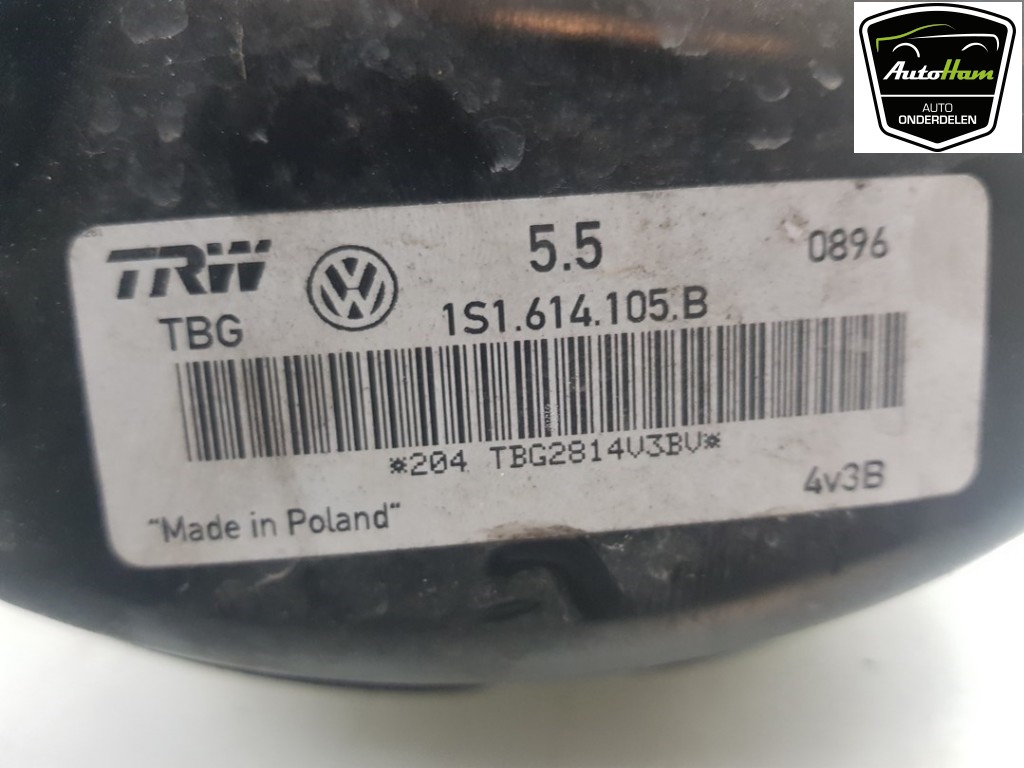 AutoHam
AUTO
ONDERDELEN
TRW
5.5
0896
TBG
1S1.614.105.B
*204 TBG2814V3BV*
4v3B
"Made in Poland"